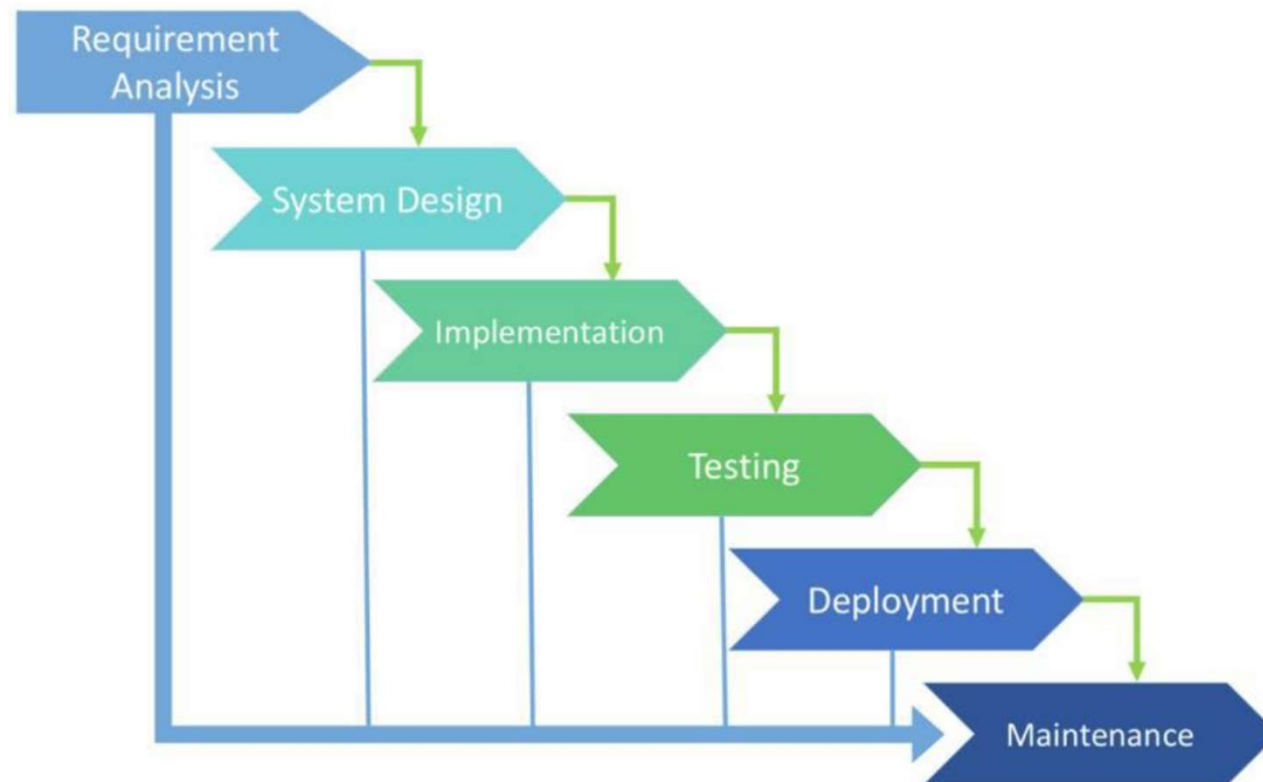 Requirement
Analysis
System Design
Implementation
Testing
Deployment
Maintenance